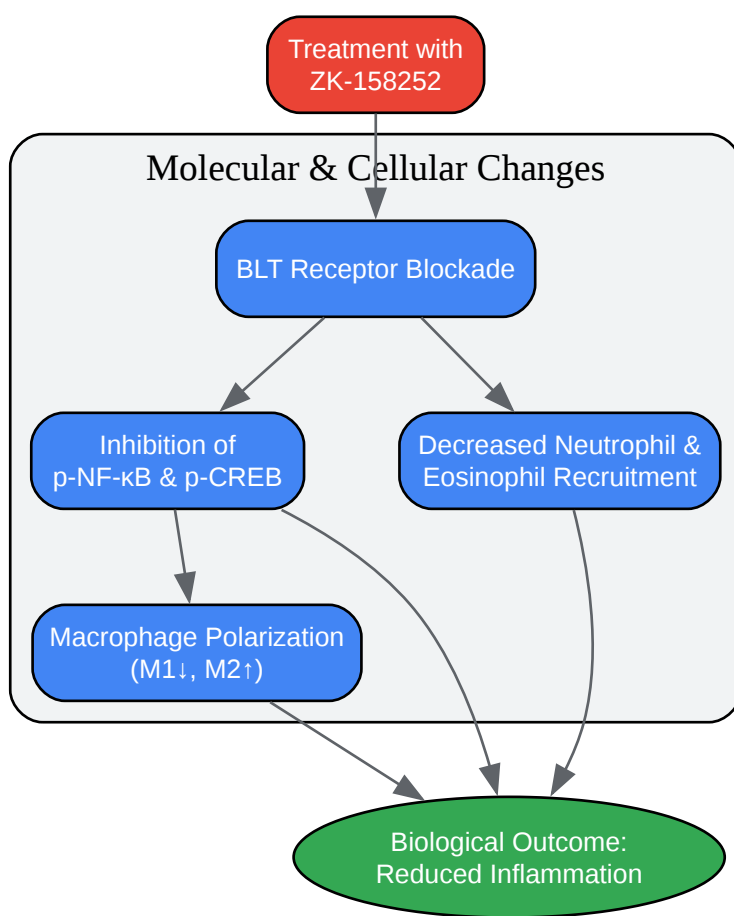 Treatment with
ZK-158252
Molecular & Cellular Changes
BLT Receptor Blockade
Inhibition of
p-NF-κB & p-CREB
Decreased Neutrophil &
Eosinophil Recruitment
Macrophage Polarization
(M1↓, M2↑)
Biological Outcome:
Reduced Inflammation